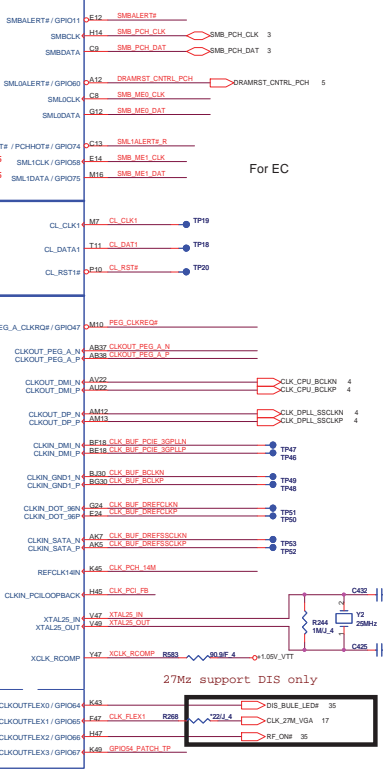 SMBALERT# / GPIO11 E12 SMBALERT#
SMBCLK H14 SMB_PCH_CLK SMB_PCH_CLK 3
SMBDATA C9 SMB_PCH_DAT SMB_PCH_DAT 3
SML0ALERT# / GPIO60 A12 DRAMRST_CNTRL_PCH DRAMRST_CNTRL_PCH 5
SML0CLK C8 SMB_ME0_CLK
SML0DATA G12 SMB_ME0_DAT
T# / PCHHOT# / GPIO74 C13 SML1ALERT#_R
SML1CLK / GPIO58 E14 SMB_ME1_CLK
For EC
SML1DATA / GPIO75 M16 SMB_ME1_DAT
CL_CLK1 M7 CL_CLK1 TP19
CL_DATA1 T11 CL_DAT1 TP18
CL_RST1# P10 CL_RST# TP20
EG_A_CLKRQ# / GPIO47 M10 PEG_CLKREQ#
CLKOUT_PEG_A_N AB37 CLKOUT_PEG_A_N
CLKOUT_PEG_A_P AB38 CLKOUT_PEG_A_P
CLKOUT_DMI_N AV22 CLK_CPU_BCLKN 4
CLKOUT_DMI_P AU22 CLK_CPU_BCLKP 4
CLKOUT_DP_N AM12 CLK_DPLL_SSCLKN 4
CLKOUT_DP_P AM13 CLK_DPLL_SSCLKP 4
CLKIN_DMI_N BF18 CLK_BUF_PCIE_3GPLLN TP47
CLKIN_DMI_P BE18 CLK_BUF_PCIE_3GPLLP TP46
CLKIN_GND1_N BJ30 CLK_BUF_BCLKN TP49
CLKIN_GND1_P BG30 CLK_BUF_BCLKP TP48
CLKIN_DOT_96N G24 CLK_BUF_DREFCLKN TP51
CLKIN_DOT_96P E24 CLK_BUF_DREFCLKP TP50
CLKIN_SATA_N AK7 CLK_BUF_DREFSSCLKN TP53
CLKIN_SATA_P AK5 CLK_BUF_DREFSSCLKP TP52
REFCLK14IN K45 CLK_PCH_14M
CLKIN_PCILOOPBACK H45 CLK_PCI_FB
C432
XTAL25_IN V47 XTAL25_IN
XTAL25_OUT V49 XTAL25_OUT
R244 1M/J_4
2 1 Y2 25MHz
C425
XCLK_RCOMP Y47 XCLK_RCOMP R583 90.9/F_4 +1.05V_VTT
27Mz support DIS only
CLKOUTFLEX0 / GPIO64 K43 DIS_BULE_LED# 35
CLKOUTFLEX1 / GPIO65 F47 CLK_FLEX1 R268 *22/J_4 CLK_27M_VGA 17
CLKOUTFLEX2 / GPIO66 H47 RF_ON# 35
CLKOUTFLEX3 / GPIO67 K49 GPIO54_PATCH_TP